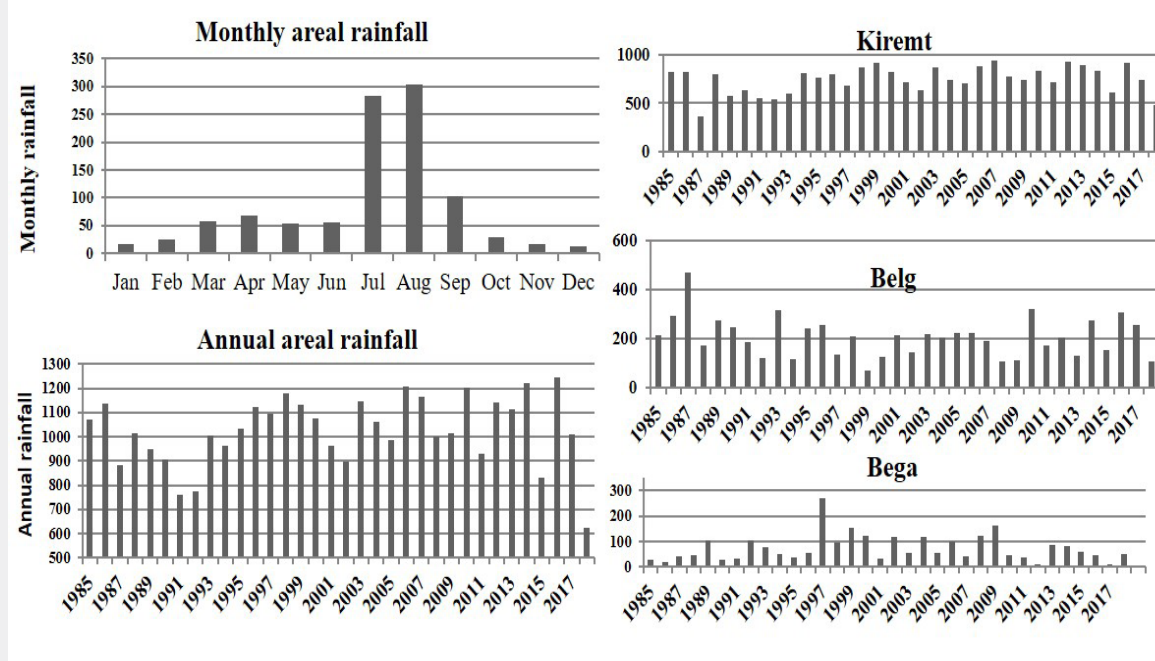 Monthly areal rainfall
Monthly rainfall
350
300
250
200
150
100
50
0
Jan Feb Mar Apr May Jun Jul Aug Sep Oct Nov Dec
Annual areal rainfall
Annual rainfall
1300
1200
1100
1000
900
800
700
600
500
1985 1987 1989 1991 1993 1995 1997 1999 2001 2003 2005 2007 2009 2011 2013 2015 2017
Kiremt
1000
500
0
1985 1987 1989 1991 1993 1995 1997 1999 2001 2003 2005 2007 2009 2011 2013 2015 2017
Belg
600
400
200
0
1985 1987 1989 1991 1993 1995 1997 1999 2001 2003 2005 2007 2009 2011 2013 2015 2017
Bega
300
200
100
0
1985 1987 1989 1991 1993 1995 1997 1999 2001 2003 2005 2007 2009 2011 2013 2015 2017